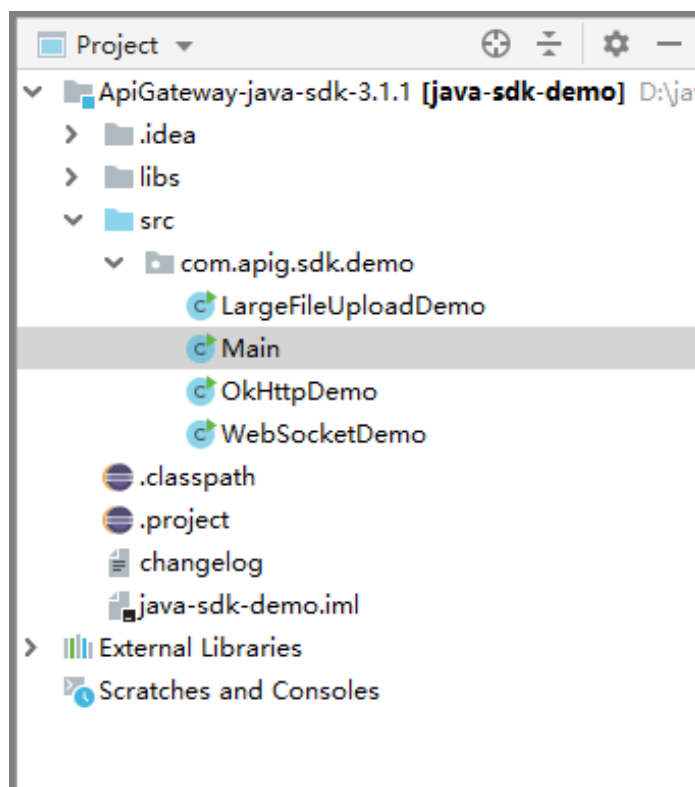 Project
ApiGateway-java-sdk-3.1.1 [java-sdk-demo] D:\ja
.idea
libs
src
com.apig.sdk.demo
LargeFileUploadDemo
Main
OkHttpDemo
WebSocketDemo
.classpath
.project
changelog
java-sdk-demo.iml
External Libraries
Scratches and Consoles